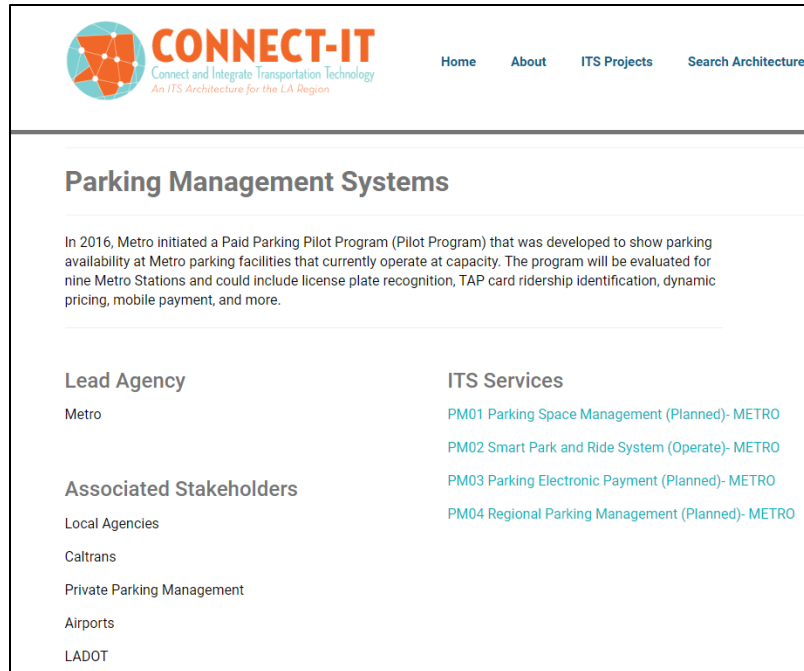 CONNECT-IT
Connect and Integrate Transportation Technology
An ITS Architecture for the LA Region
Home About ITS Projects Search Architecture
Parking Management Systems
In 2016, Metro initiated a Paid Parking Pilot Program (Pilot Program) that was developed to show parking
availability at Metro parking facilities that currently operate at capacity. The program will be evaluated for
nine Metro Stations and could include license plate recognition, TAP card ridership identification, dynamic
pricing, mobile payment, and more.
Lead Agency
Metro
Associated Stakeholders
Local Agencies
Caltrans
Private Parking Management
Airports
LADOT
ITS Services
PM01 Parking Space Management (Planned)- METRO
PM02 Smart Park and Ride System (Operate)- METRO
PM03 Parking Electronic Payment (Planned)- METRO
PM04 Regional Parking Management (Planned)- METRO